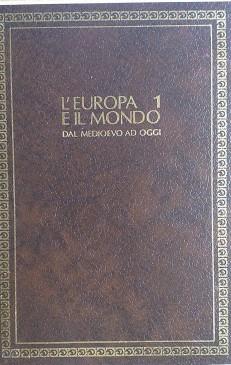 L'EUROPA 1
E IL MONDO
DAL MEDIOEVO AD OGGI